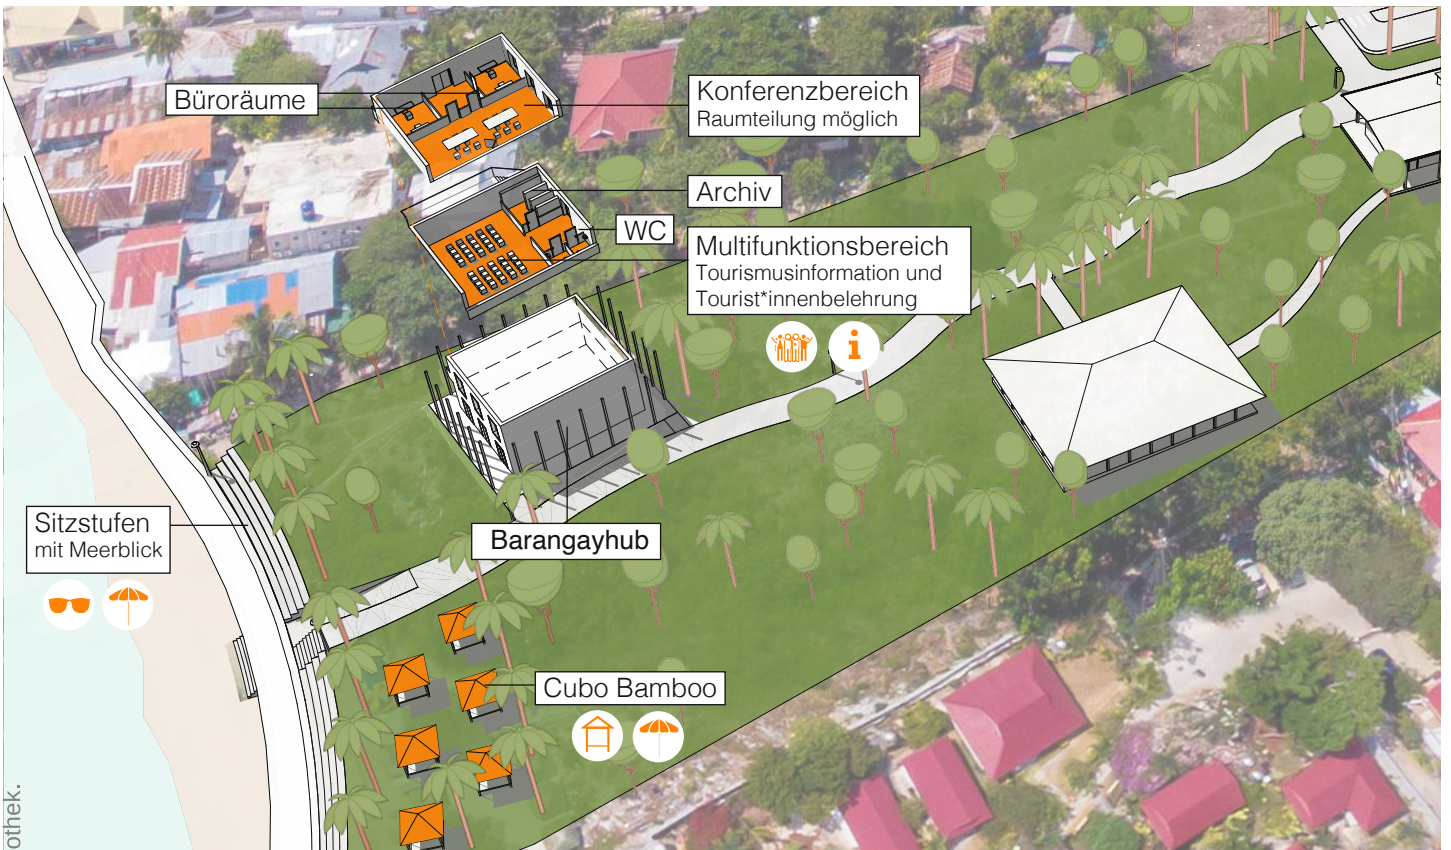 Büroräume
Konferenzbereich
Raumteilung möglich
Archiv
WC
Multifunktionsbereich
Tourismusinformation und
Tourist*innenbelehrung
i
Sitzstufen
mit Meerblick
Barangayhub
Cubo Bamboo
othek.